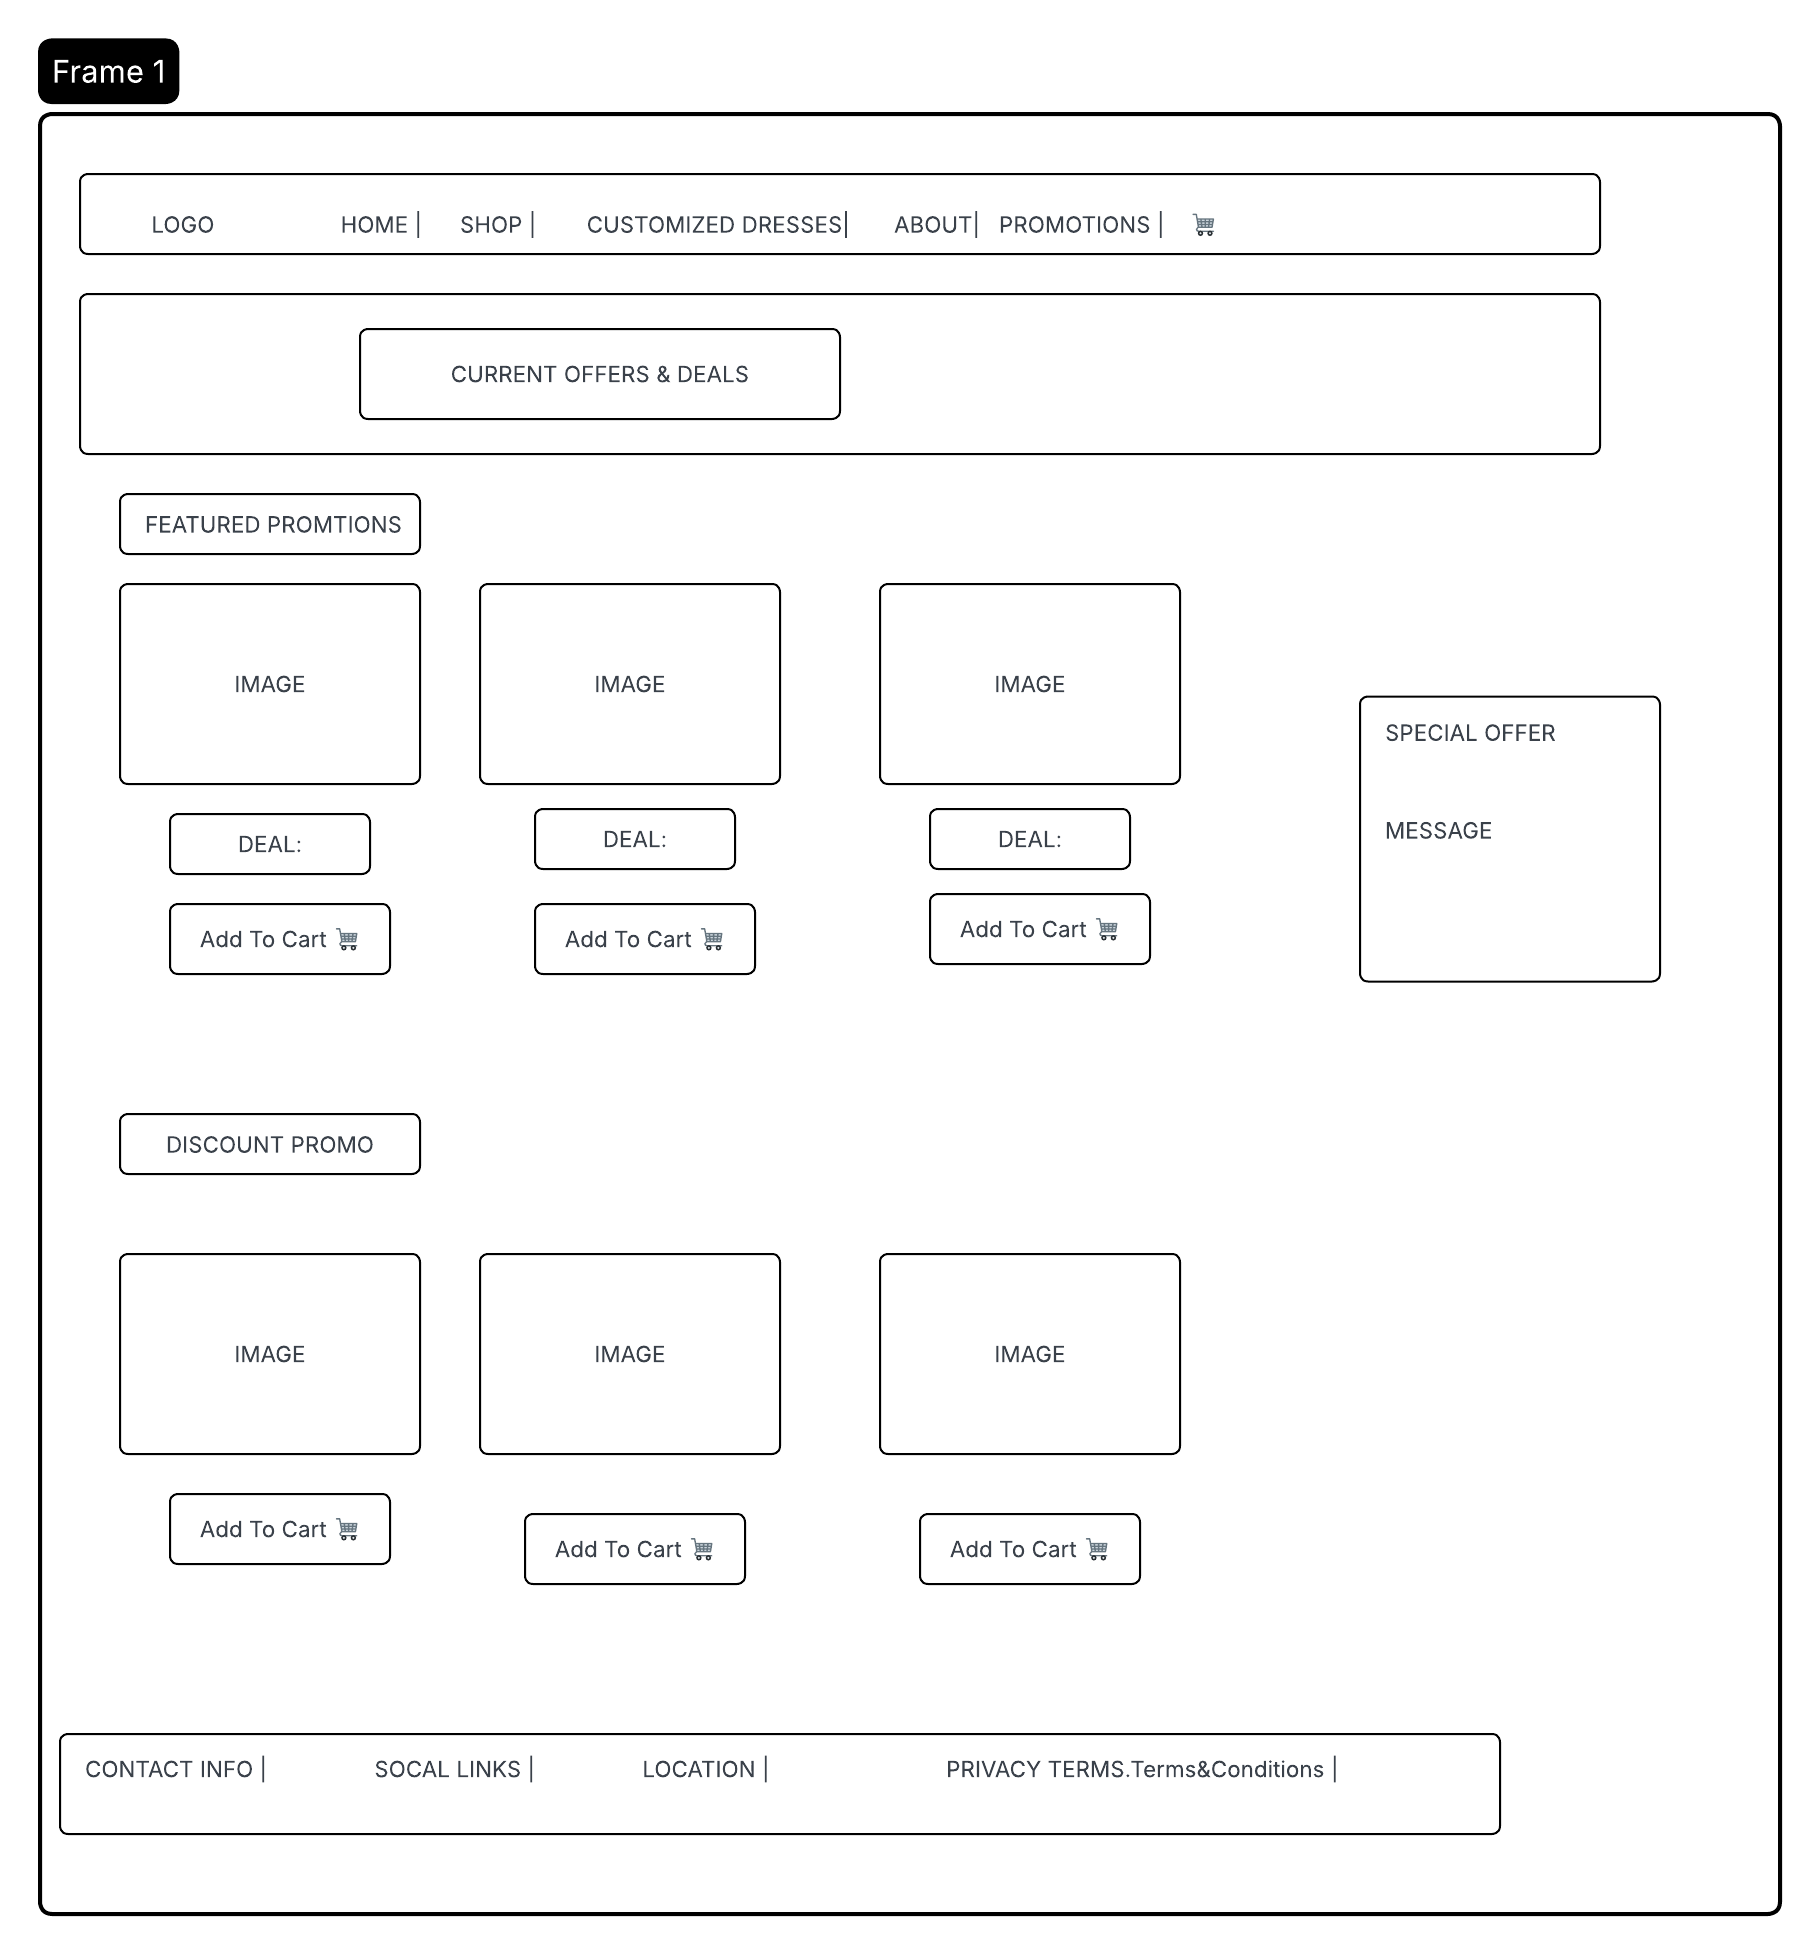 Frame 1
LOGO HOME | SHOP | CUSTOMIZED DRESSES| ABOUT| PROMOTIONS | 🛒
CURRENT OFFERS & DEALS
FEATURED PROMTIONS
IMAGE IMAGE IMAGE
SPECIAL OFFER
MESSAGE
DEAL: DEAL: DEAL:
Add To Cart 🛒 Add To Cart 🛒 Add To Cart 🛒
DISCOUNT PROMO
IMAGE IMAGE IMAGE
Add To Cart 🛒 Add To Cart 🛒 Add To Cart 🛒
CONTACT INFO | SOCAL LINKS | LOCATION | PRIVACY TERMS.Terms&Conditions |